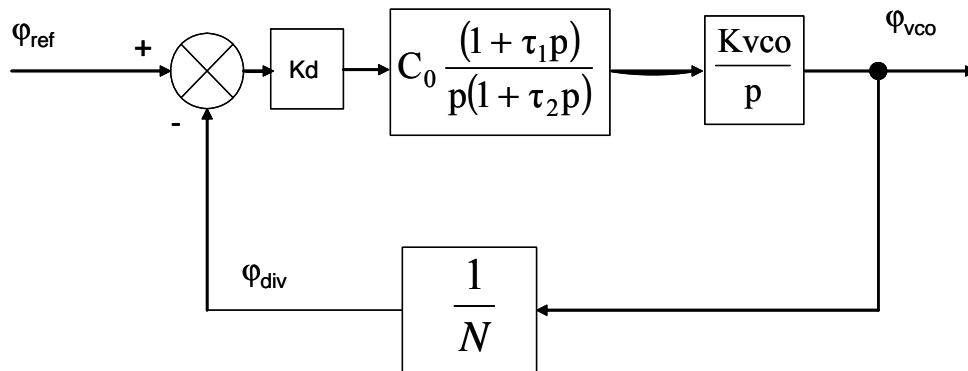 φref
+
-
Kd
C₀ (1 + τ₁p) / p(1 + τ₂p)
Kvco / p
φvco
φdiv
1 / N